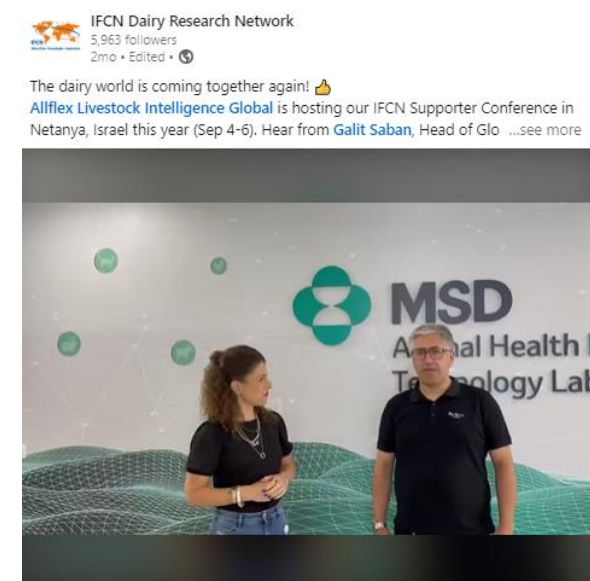 IFCN Dairy Research Network
5,963 followers
2mo • Edited •
The dairy world is coming together again! 👍
Allflex Livestock Intelligence Global is hosting our IFCN Supporter Conference in
Netanya, Israel this year (Sep 4-6). Hear from Galit Saban, Head of Glo ...see more
MSD
Animal Health
Technology Lab